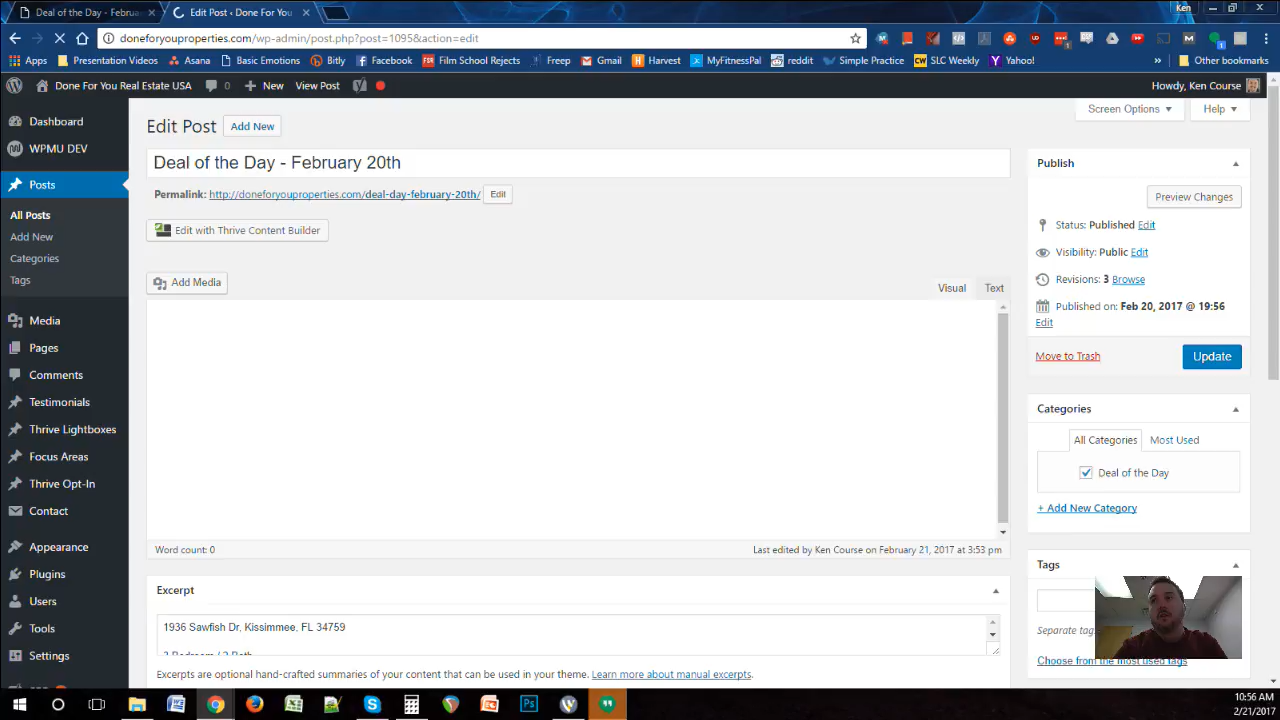 Deal of the Day - Februa
Edit Post ‹ Done For You
Ken
doneforyouproperties.com/wp-admin/post.php?post=1095&action=edit
Apps
Presentation Videos
Asana
Basic Emotions
Bitly
Facebook
Film School Rejects
Freep
Gmail
Harvest
MyFitnessPal
reddit
Simple Practice
SLC Weekly
Yahoo!
»
Other bookmarks
Done For You Real Estate USA
0
New
View Post
Howdy, Ken Course
Dashboard
WPMU DEV
Posts
All Posts
Add New
Categories
Tags
Media
Pages
Comments
Testimonials
Thrive Lightboxes
Focus Areas
Thrive Opt-In
Contact
Appearance
Plugins
Users
Tools
Settings
Screen Options
Help
Edit Post
Add New
Deal of the Day - February 20th
Permalink: http://doneforyouproperties.com/deal-day-february-20th/ Edit
Edit with Thrive Content Builder
Add Media
Visual
Text
Word count: 0
Last edited by Ken Course on February 21, 2017 at 3:53 pm
Excerpt
1936 Sawfish Dr, Kissimmee, FL 34759
Excerpts are optional hand-crafted summaries of your content that can be used in your theme. Learn more about manual excerpts.
Publish
Preview Changes
Status: Published Edit
Visibility: Public Edit
Revisions: 3 Browse
Published on: Feb 20, 2017 @ 19:56
Edit
Move to Trash
Update
Categories
All Categories
Most Used
Deal of the Day
+ Add New Category
Tags
Separate tag
Choose from the most used tags
10:56 AM
2/21/2017